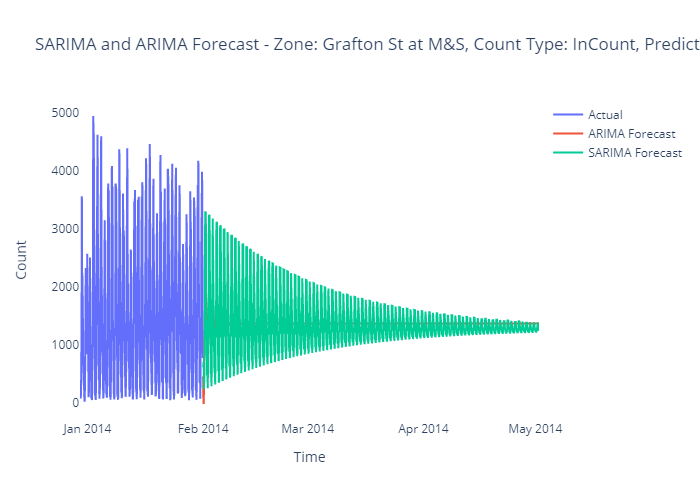 SARIMA and ARIMA Forecast - Zone: Grafton St at M&S, Count Type: InCount, Predict
5000
4000
3000
2000
1000
0
Count
Jan 2014
Feb 2014
Mar 2014
Apr 2014
May 2014
Time
Actual
ARIMA Forecast
SARIMA Forecast